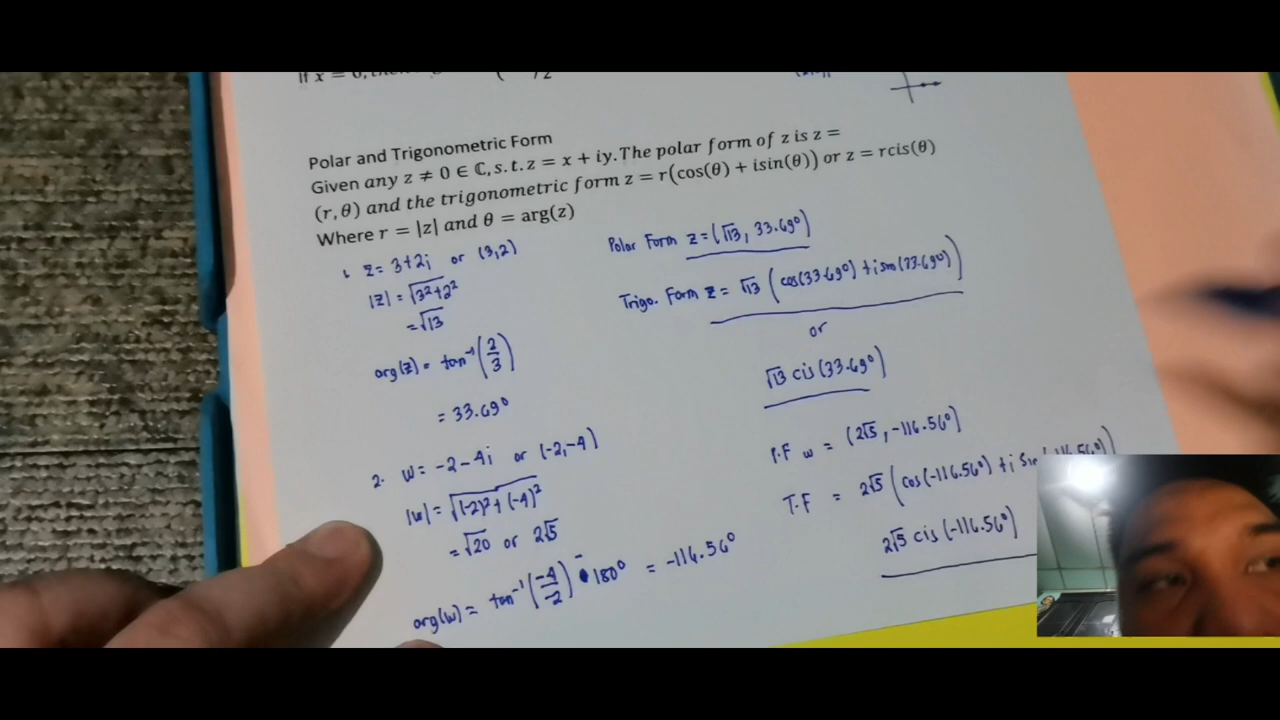 If x = 0, then
Polar and Trigonometric Form
Given any z ≠ 0 ∈ ℂ, s.t. z = x + iy. The polar form of z is z =
(r, θ) and the trigonometric form z = r(cos(θ) + isin(θ)) or z = rcis(θ)
Where r = |z| and θ = arg(z)
1. z = 3+2i or (3,2)
|z| = √3²+2²
= √13
arg(z) = tan⁻¹(2/3)
= 33.69°
Polar Form z = (√13, 33.69°)
Trigo. Form z = √13 (cos(33.69°) + i sin(33.69°))
or
√13 cis(33.69°)
2. W = -2-4i or (-2,-4)
|w| = √(-2)²+(-4)²
= √20 or 2√5
arg(w) = tan⁻¹(-4/-2) - 180° = -116.56°
P.F w = (2√5, -116.56°)
T.F = 2√5 (cos(-116.56°) + i Sin(-116.56°))
2√5 cis(-116.56°)